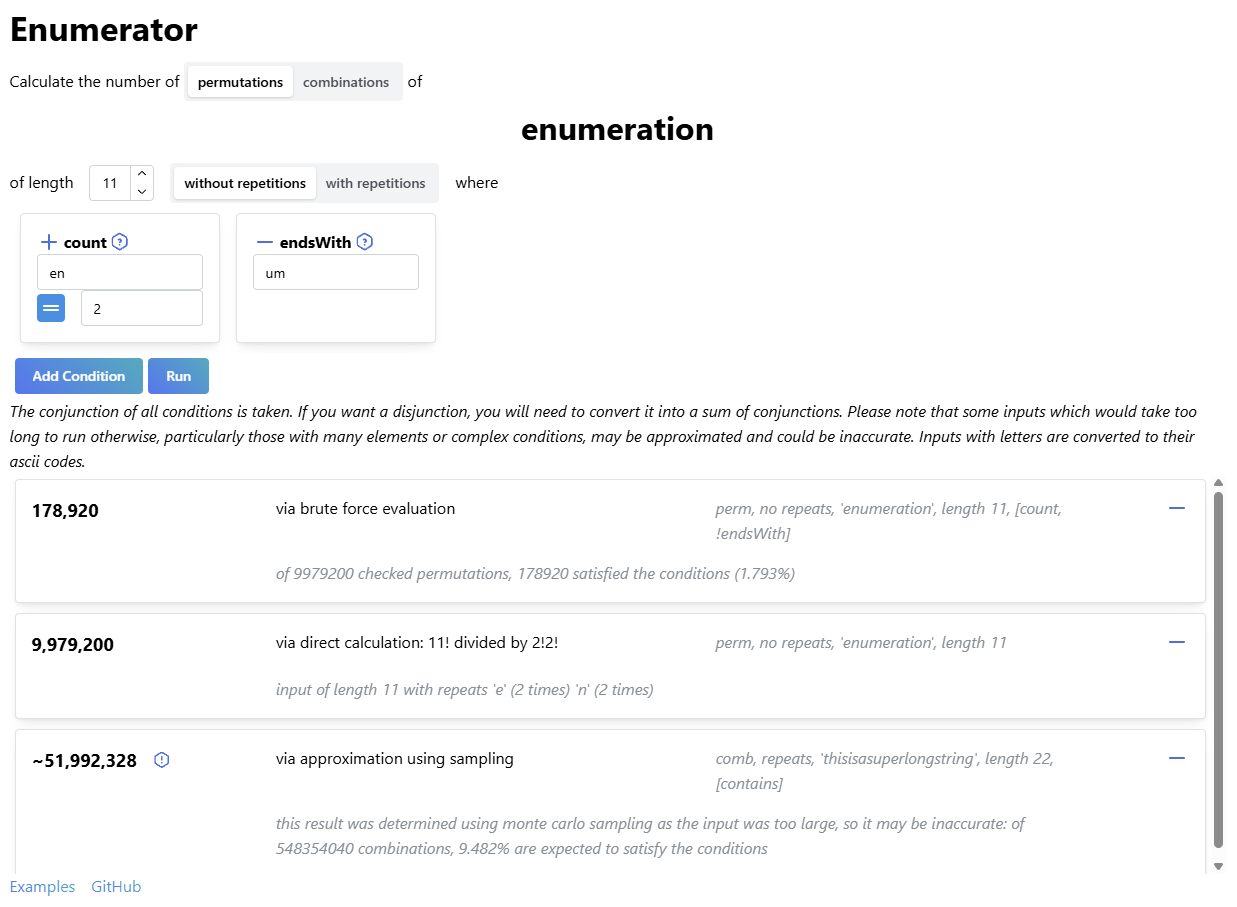 Enumerator
Calculate the number of permutations combinations of
enumeration
of length 11 without repetitions with repetitions where
count endsWith
en um
2
Add Condition Run
The conjunction of all conditions is taken. If you want a disjunction, you will need to convert it into a sum of conjunctions. Please note that some inputs which would take too
long to run otherwise, particularly those with many elements or complex conditions, may be approximated and could be inaccurate. Inputs with letters are converted to their
ascii codes.
178,920 via brute force evaluation perm, no repeats, 'enumeration', length 11, [count,
!endsWith]
of 9979200 checked permutations, 178920 satisfied the conditions (1.793%)
9,979,200 via direct calculation: 11! divided by 2!2! perm, no repeats, 'enumeration', length 11
input of length 11 with repeats 'e' (2 times) 'n' (2 times)
~51,992,328 via approximation using sampling comb, repeats, 'thisisasuperlongstring', length 22,
[contains]
this result was determined using monte carlo sampling as the input was too large, so it may be inaccurate: of
548354040 combinations, 9.482% are expected to satisfy the conditions
Examples GitHub